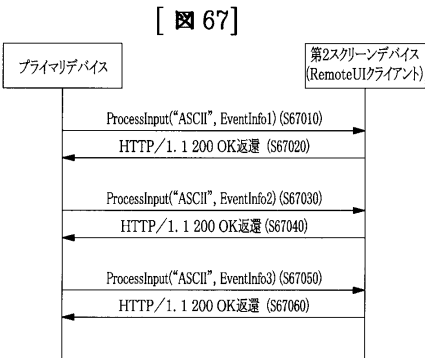 [図 67]
プライマリデバイス
第2スクリーンデバイス
(RemoteUIクライアント)
ProcessInput(“ASCII”, EventInfo1) (S67010)
HTTP/1. 1 200 OK返還 (S67020)
ProcessInput(“ASCII”, EventInfo2) (S67030)
HTTP/1. 1 200 OK返還 (S67040)
ProcessInput(“ASCII”, EventInfo3) (S67050)
HTTP/1. 1 200 OK返還 (S67060)